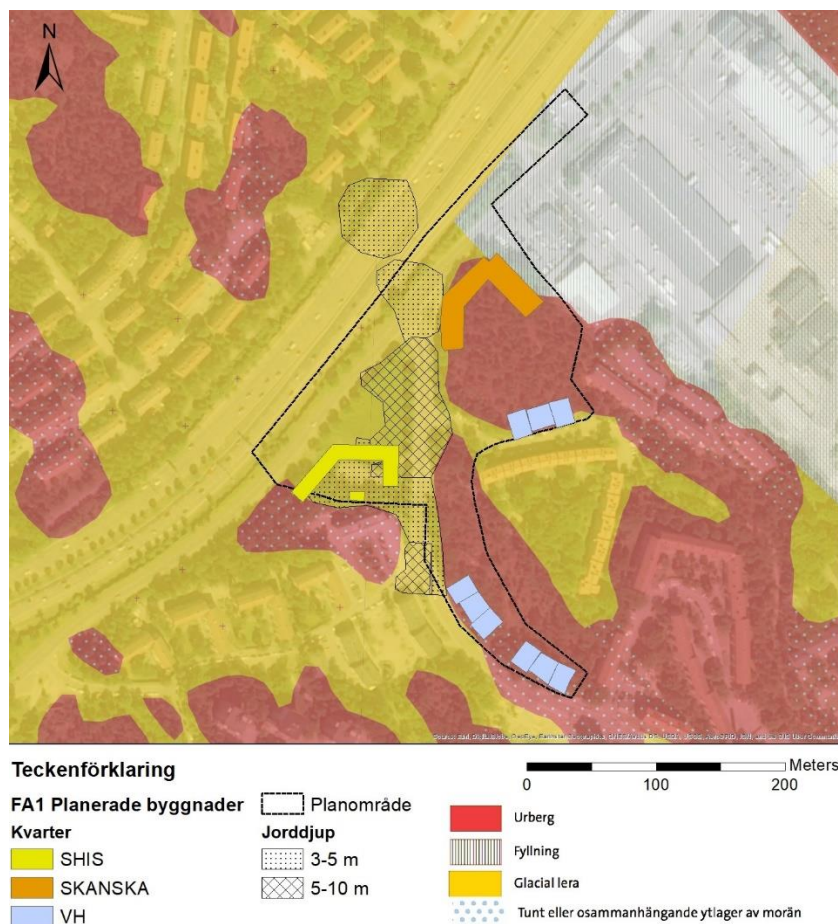 N
Teckenförklaring
FA1 Planerade byggnader
Kvarter
SHIS
SKANSKA
VH
Planområde
Jorddjup
3-5 m
5-10 m
Meters
0 100 200
Urberg
Fyllning
Glacial lera
Tunt eller osammanhängande ytlager av morän